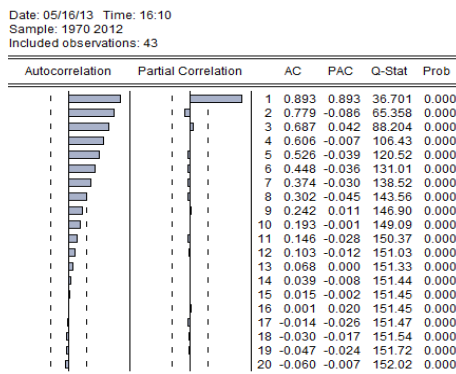 Date: 05/16/13 Time: 16:10
Sample: 1970 2012
Included observations: 43
Autocorrelation Partial Correlation AC PAC Q-Stat Prob
1 0.893 0.893 36.701 0.000
2 0.779 -0.086 65.358 0.000
3 0.687 0.042 88.204 0.000
4 0.606 -0.007 106.43 0.000
5 0.526 -0.039 120.52 0.000
6 0.448 -0.036 131.01 0.000
7 0.374 -0.030 138.52 0.000
8 0.302 -0.045 143.56 0.000
9 0.242 0.011 146.90 0.000
10 0.193 -0.001 149.09 0.000
11 0.146 -0.028 150.37 0.000
12 0.103 -0.012 151.03 0.000
13 0.068 0.000 151.33 0.000
14 0.039 -0.008 151.44 0.000
15 0.015 -0.002 151.45 0.000
16 0.001 0.020 151.45 0.000
17 -0.014 -0.026 151.47 0.000
18 -0.030 -0.017 151.54 0.000
19 -0.047 -0.024 151.72 0.000
20 -0.060 -0.007 152.02 0.000